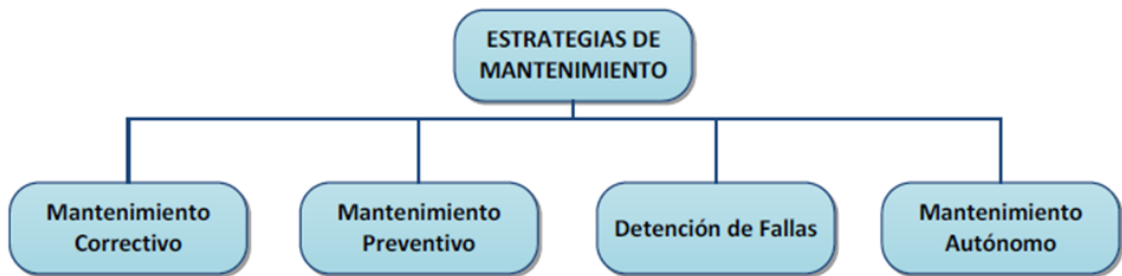 ESTRATEGIAS DE
MANTENIMIENTO
Mantenimiento
Correctivo
Mantenimiento
Preventivo
Detención de Fallas
Mantenimiento
Autónomo